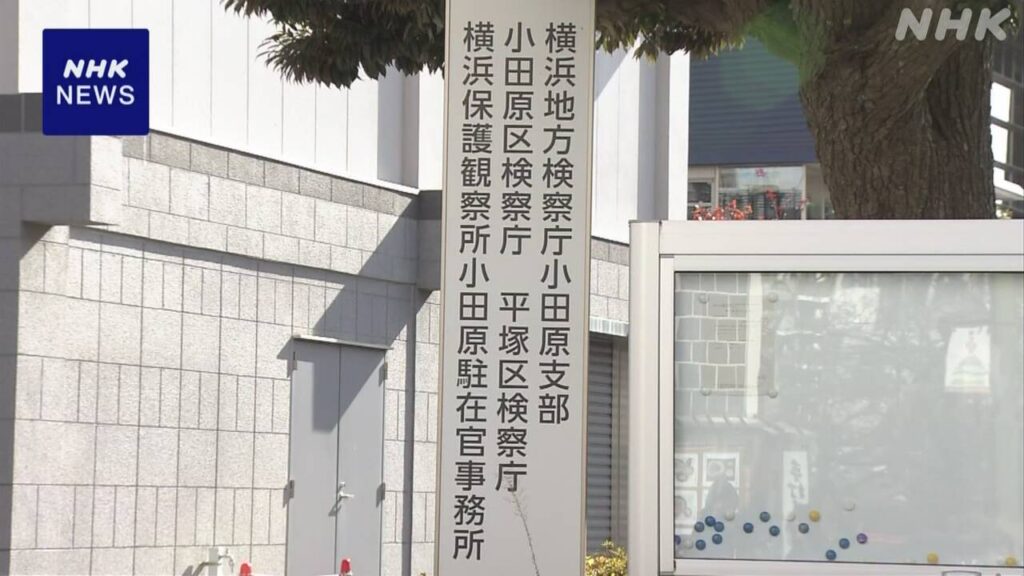 NHK
NEWS
NHK
横浜地方検察庁小田原支部
小田原区検察庁 平塚区検察庁
横浜保護観察所小田原駐在官事務所